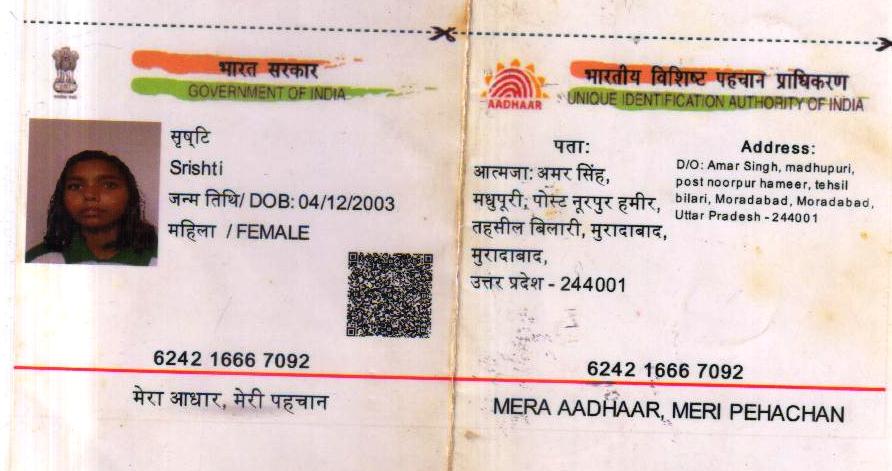 भारत सरकार
GOVERNMENT OF INDIA
सृष्टि
Srishti
जन्म तिथि/ DOB: 04/12/2003
महिला / FEMALE
6242 1666 7092
मेरा आधार, मेरी पहचान
AADHAAR
भारतीय विशिष्ट पहचान प्राधिकरण
UNIQUE IDENTIFICATION AUTHORITY OF INDIA
पता:
आत्मजा: अमर सिंह,
मधुपूरी, पोस्ट नूरपुर हमीर,
तहसील बिलारी, मुरादाबाद,
मुरादाबाद,
उत्तर प्रदेश - 244001
Address:
D/O: Amar Singh, madhupuri,
post noorpur hameer, tehsil
bilari, Moradabad, Moradabad,
Uttar Pradesh - 244001
6242 1666 7092
MERA AADHAAR, MERI PEHACHAN